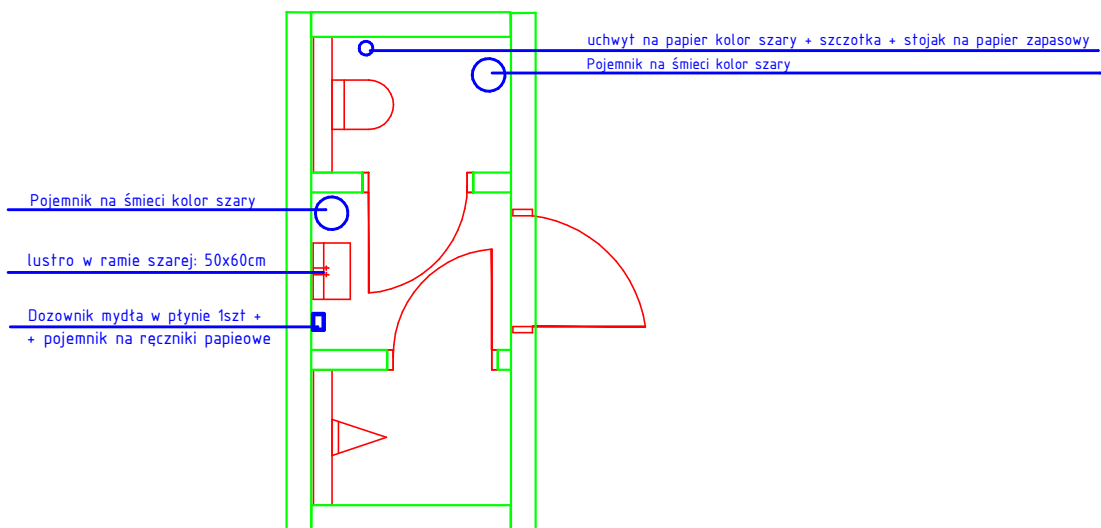 uchwyt na papier kolor szary + szczotka + stojak na papier zapasowy
Pojemnik na śmieci kolor szary
Pojemnik na śmieci kolor szary
lustro w ramie szarej: 50x60cm
Dozownik mydła w płynie 1szt +
+ pojemnik na ręczniki papieowe